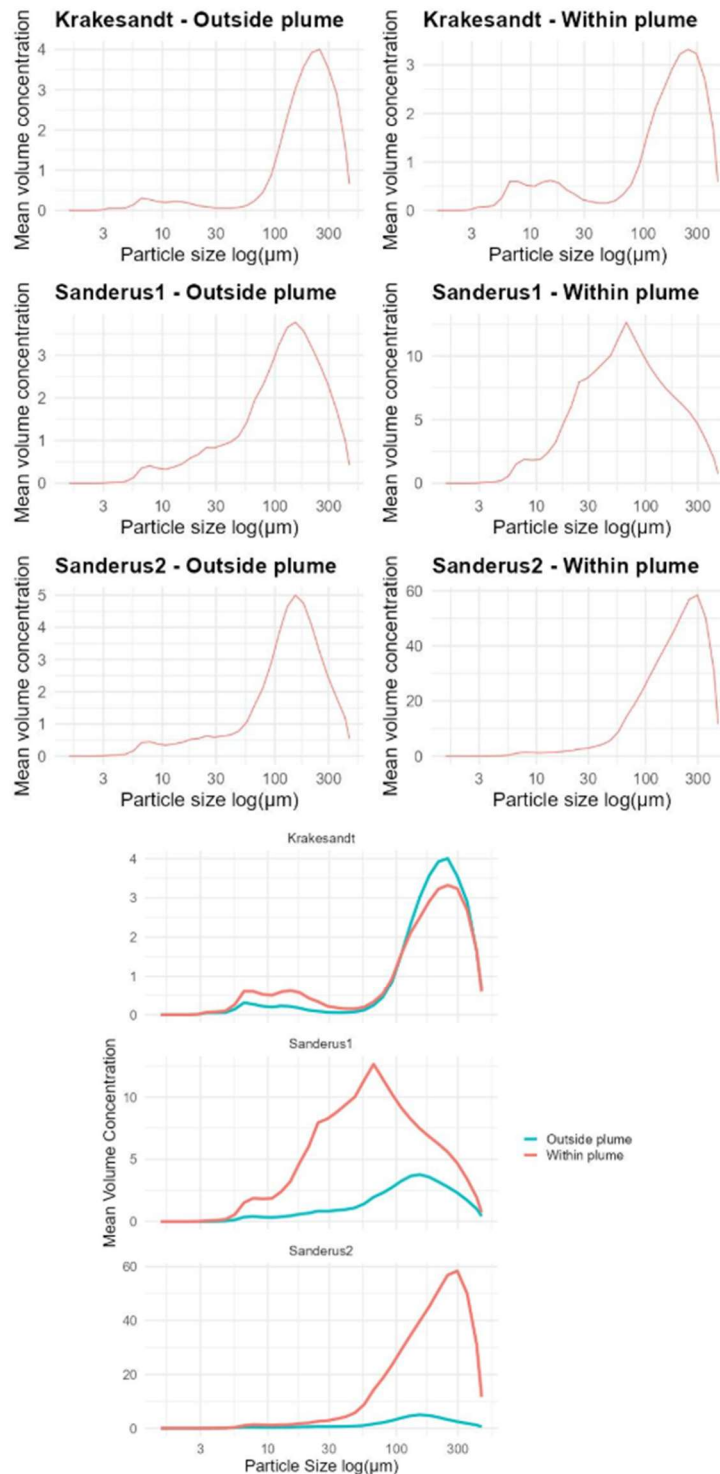 Krakesandt - Outside plume
Mean volume concentration
4
3
2
1
0
3 10 30 100 300
Particle size log(µm)
Krakesandt - Within plume
Mean volume concentration
3
2
1
0
3 10 30 100 300
Particle size log(µm)
Sanderus1 - Outside plume
Mean volume concentration
3
2
1
0
3 10 30 100 300
Particle size log(µm)
Sanderus1 - Within plume
Mean volume concentration
10
5
0
3 10 30 100 300
Particle size log(µm)
Sanderus2 - Outside plume
Mean volume concentration
5
4
3
2
1
0
3 10 30 100 300
Particle size log(µm)
Sanderus2 - Within plume
Mean volume concentration
60
40
20
0
3 10 30 100 300
Particle size log(µm)
Krakesandt
4
3
2
1
0
Sanderus1
Mean Volume Concentration
10
5
0
Outside plume
Within plume
Sanderus2
60
40
20
0
3 10 30 100 300
Particle Size log(µm)